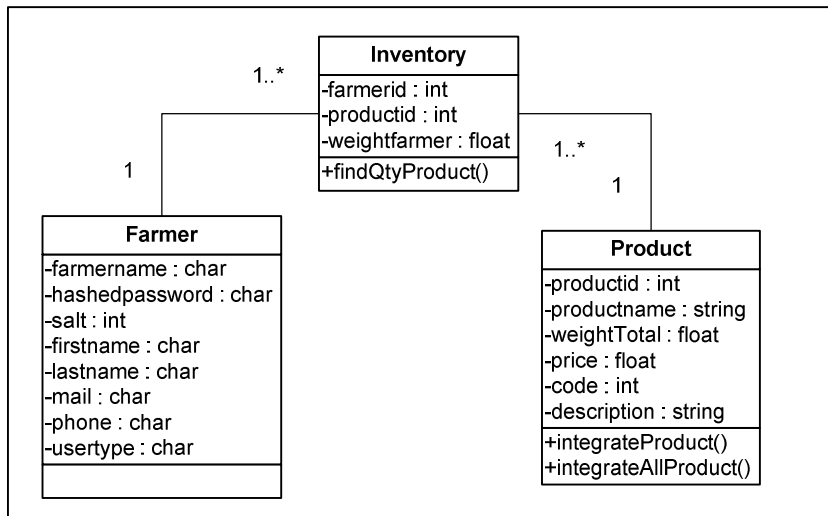 Inventory
-farmerid : int
-productid : int
-weightfarmer : float
+findQtyProduct()
1..*
1
1..*
1
Farmer
-farmername : char
-hashedpassword : char
-salt : int
-firstname : char
-lastname : char
-mail : char
-phone : char
-usertype : char
Product
-productid : int
-productname : string
-weightTotal : float
-price : float
-code : int
-description : string
+integrateProduct()
+integrateAllProduct()